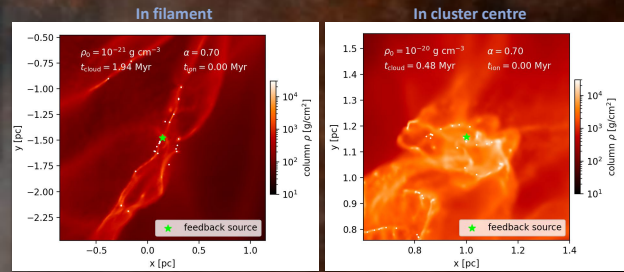 In filament
In cluster centre
ρ₀ = 10⁻²¹ g cm⁻³ α = 0.70
t_cloud = 1.94 Myr t_ion = 0.00 Myr
y [pc]
−0.50
−0.75
−1.00
−1.25
−1.50
−1.75
−2.00
−2.25
−0.5 0.0 0.5 1.0
x [pc]
feedback source
10⁴
10³
10²
10¹
column ρ [g/cm²]
ρ₀ = 10⁻²⁰ g cm⁻³ α = 0.70
t_cloud = 0.48 Myr t_ion = 0.00 Myr
y [pc]
1.5
1.4
1.3
1.2
1.1
1.0
0.9
0.8
0.8 1.0 1.2 1.4
x [pc]
feedback source
10⁴
10³
10²
10¹
column ρ [g/cm²]